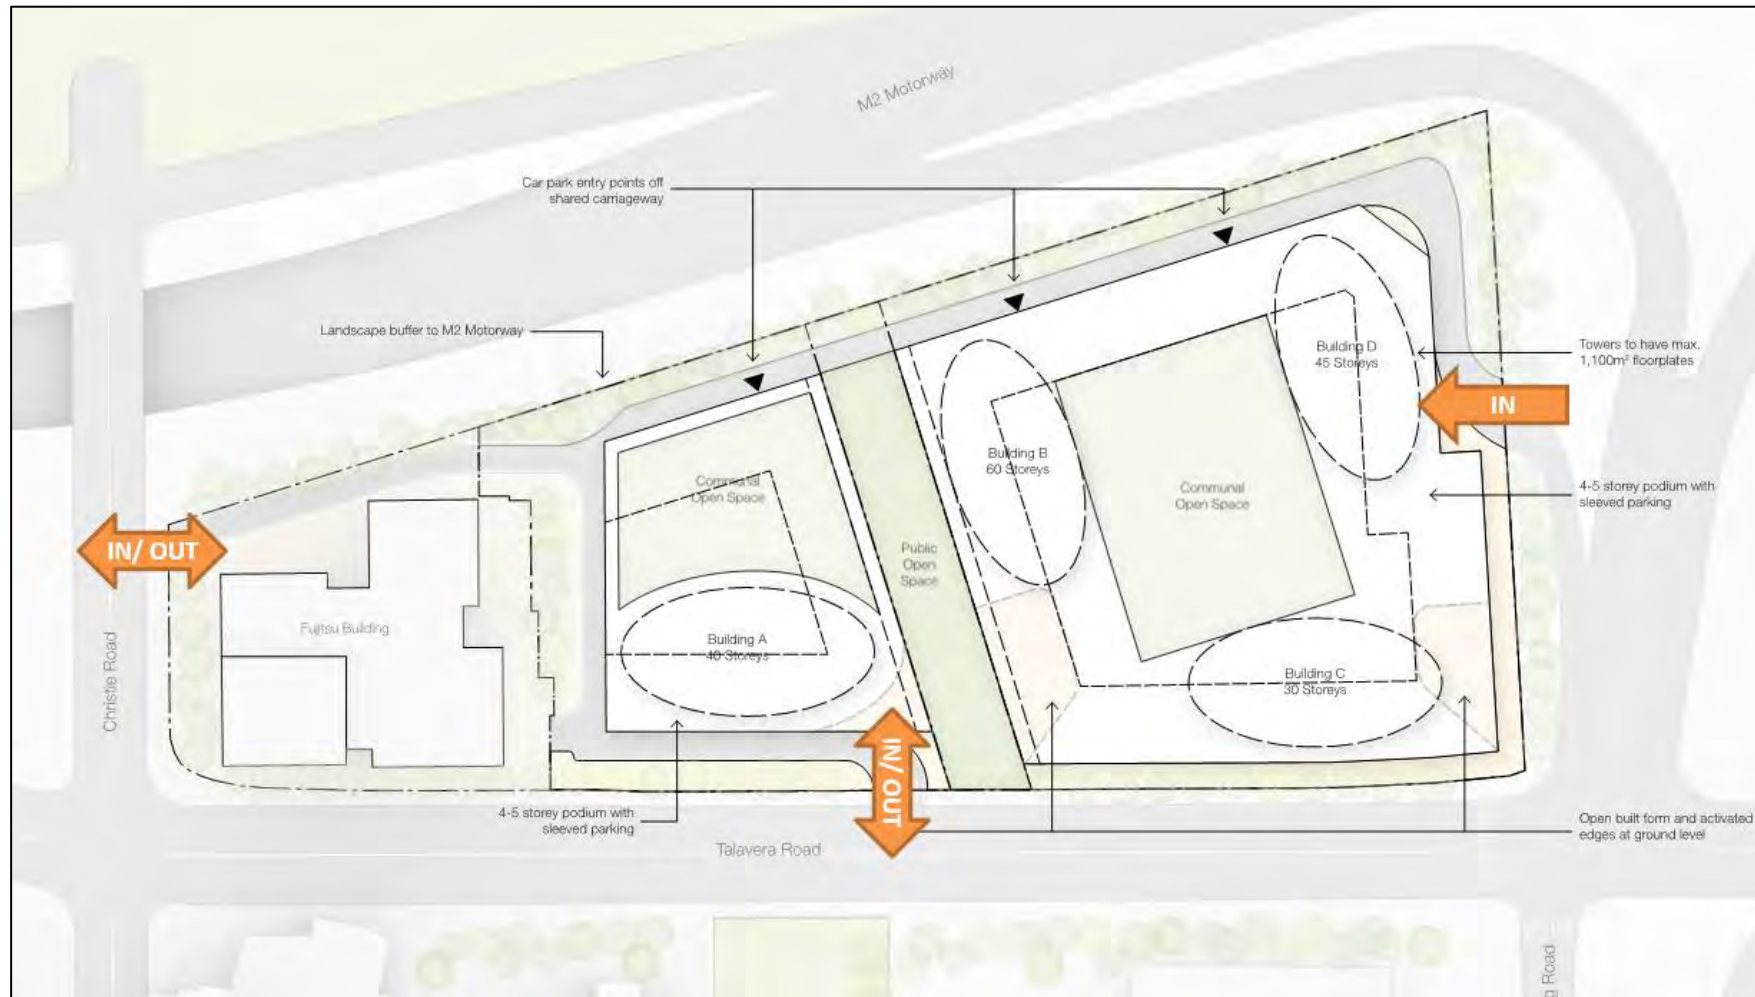 M2 Motorway
Car park entry points off
shared carriageway
Landscape buffer to M2 Motorway
Building D
45 Storeys
Towers to have max.
1,100m² floorplates
IN
Building B
60 Storeys
Communal
Open Space
Communal
Open Space
4-5 storey podium with
sleeved parking
IN/ OUT
Public
Open
Space
Fujitsu Building
Building A
40 Storeys
Christie Road
Building C
30 Storeys
IN/ OUT
4-5 storey podium with
sleeved parking
Open built form and activated
edges at ground level
Talavera Road
Road